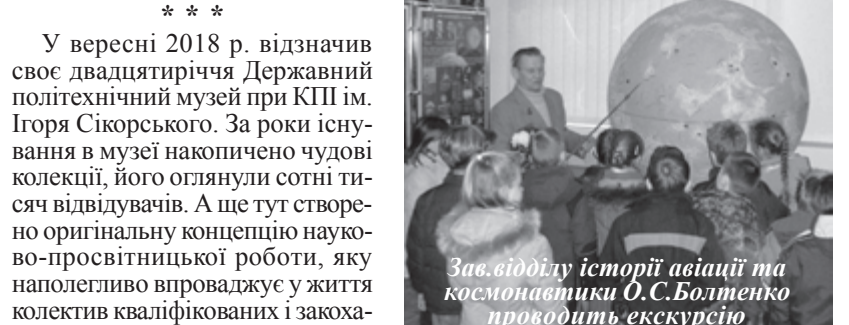 * * *
У вересні 2018 р. відзначив
своє двадцятиріччя Державний
політехнічний музей при КПІ ім.
Ігоря Сікорського. За роки існу-
вання в музеї накопичено чудові
колекції, його оглянули сотні ти-
сяч відвідувачів. А ще тут створе-
но оригінальну концепцію науко-
во-просвітницької роботи, яку
наполегливо впроваджує у життя
колектив кваліфікованих і закоха-
Зав.відділу історії авіації та
космонавтики О.С.Болтенко
проводить екскурсію